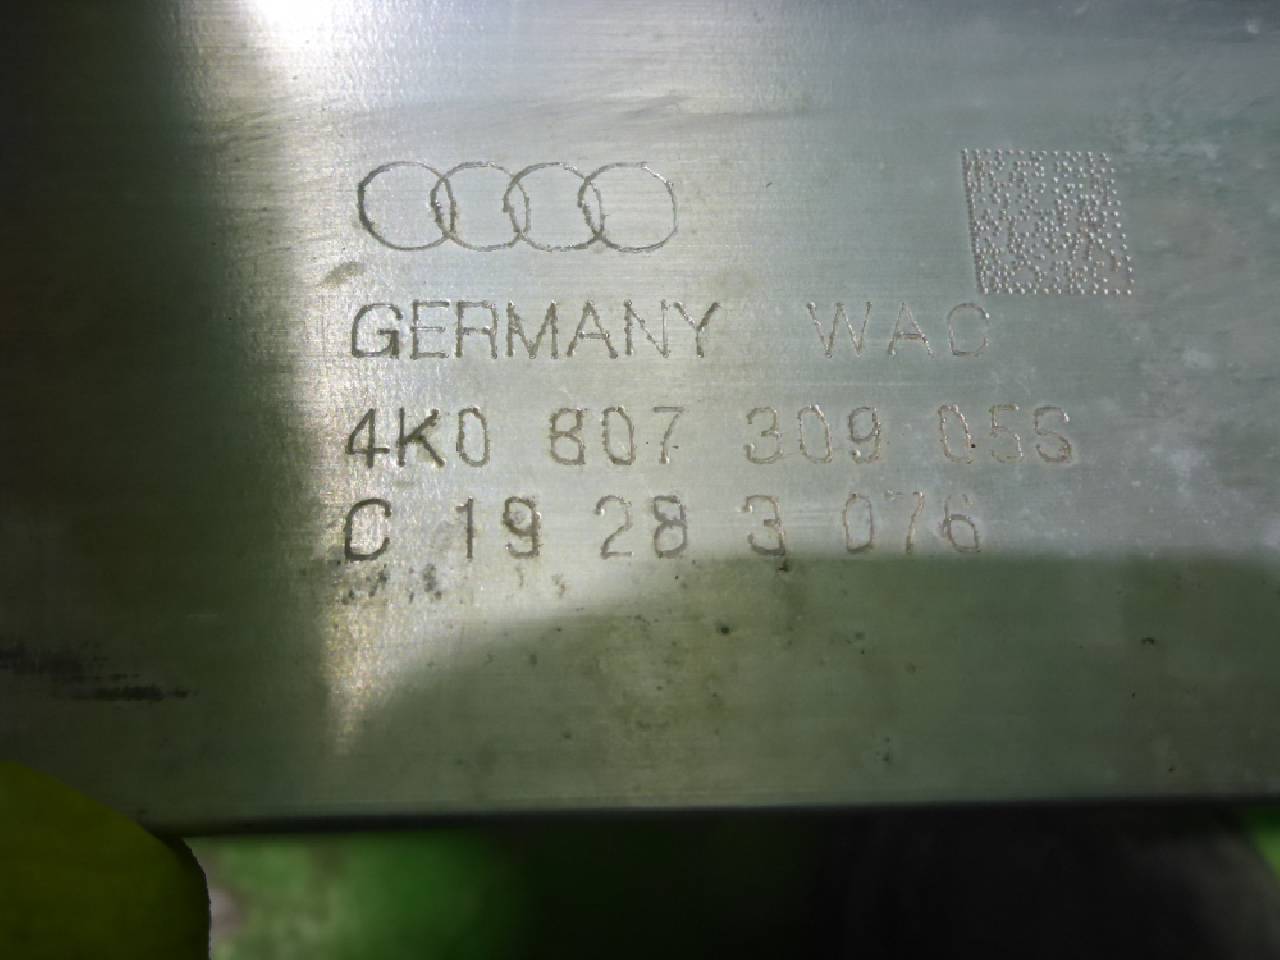 GERMANY WAC
4K0 807 309 05S
C 19 28 3 076